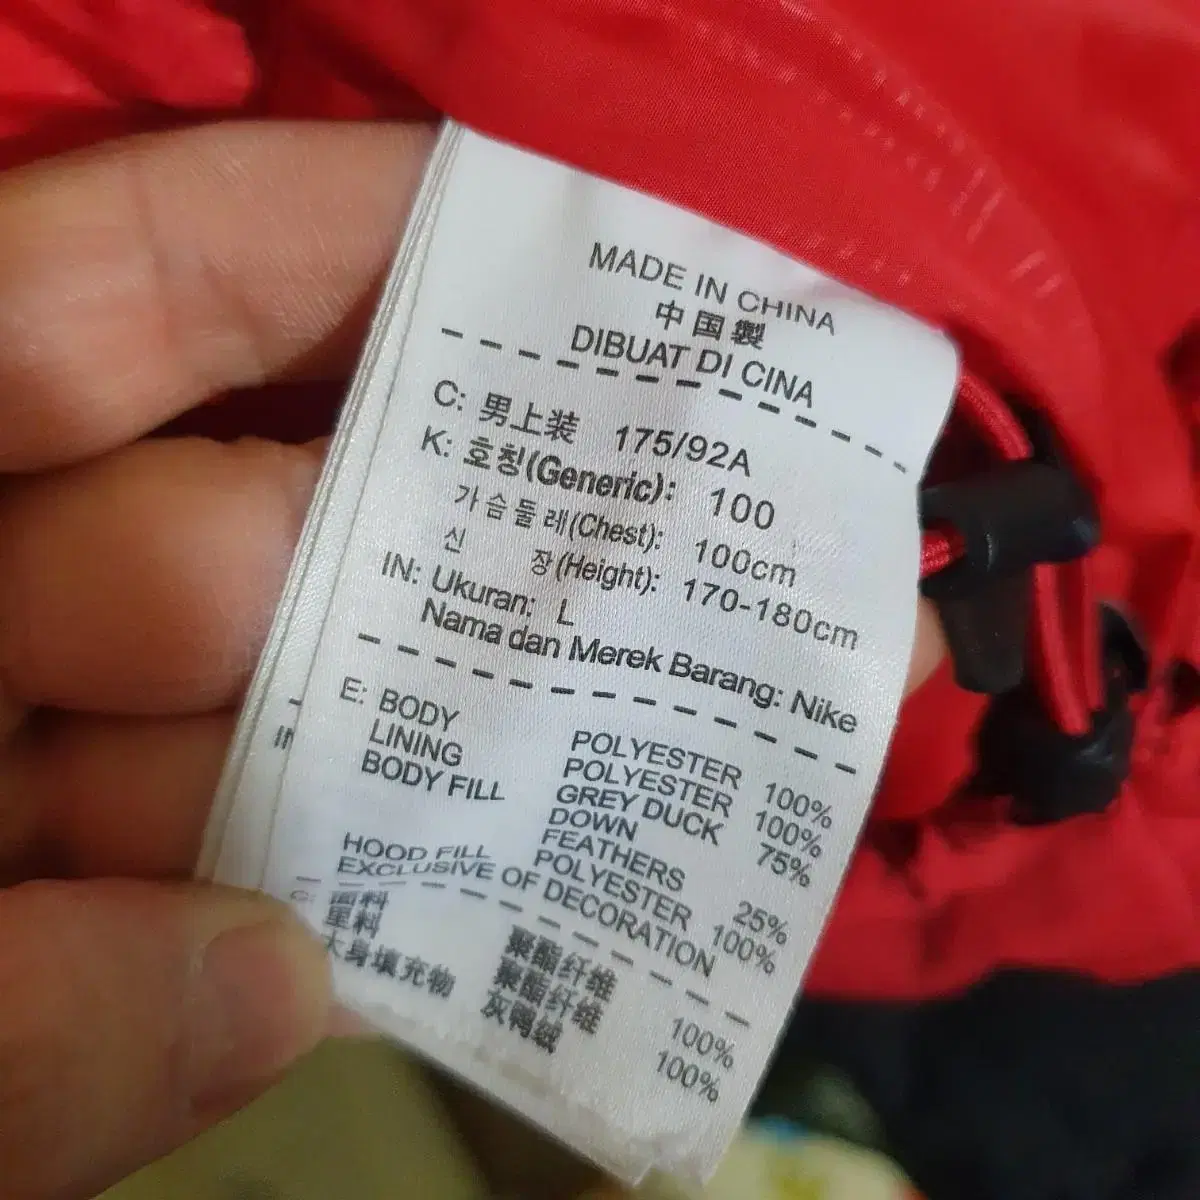 MADE IN CHINA
中国製
DIBUAT DI CINA
C: 男上装 175/92A
K: 호칭(Generic): 100
가슴둘레(Chest): 100cm
신 장(Height): 170-180cm
IN: Ukuran: L
Nama dan Merek Barang: Nike
E: BODY POLYESTER 100%
LINING POLYESTER 100%
BODY FILL GREY DUCK 75%
DOWN
FEATHERS 25%
HOOD FILL POLYESTER 100%
EXCLUSIVE OF DECORATION
C: 面料 聚酯纤维 100%
里料 聚酯纤维 100%
大身填充物 灰鸭绒